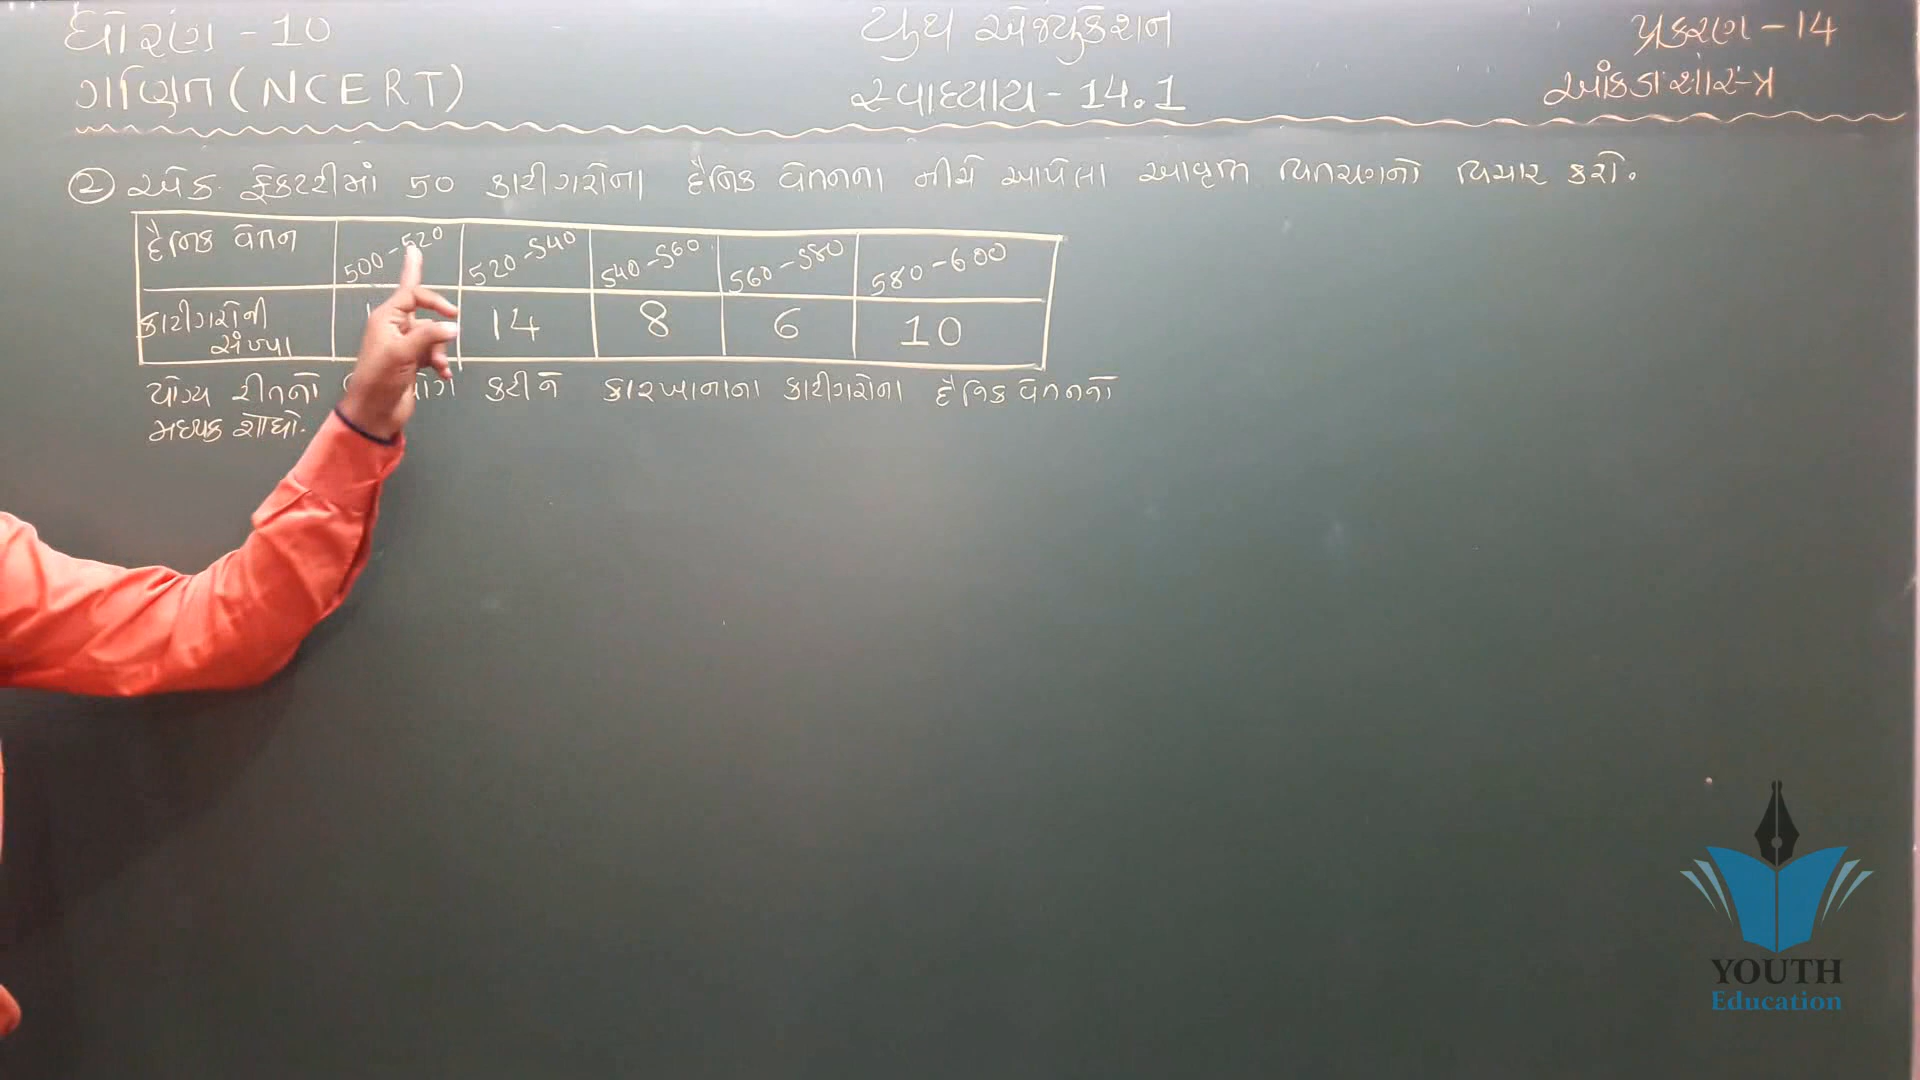 ધોરણ - 10
ગણિત (NCERT)
યુથ એજ્યુકેશન
સ્વાધ્યાય - 14.1
પ્રકરણ - 14
આંકડાશાસ્ત્ર
② એક ફેક્ટરીમાં 50 કારીગરોના દૈનિક વેતનના નીચે આપેલા આવૃત્તિ વિતરણનો વિચાર કરો.
દૈનિક વેતન 500 - 520 520 - 540 540 - 560 560 - 580 580 - 600
કારીગરોની સંખ્યા 14 8 6 10
યોગ્ય રીતનો કરીને કારખાનાના કારીગરોના દૈનિક વેતનનો
મધ્યક શોધો.
YOUTH
Education